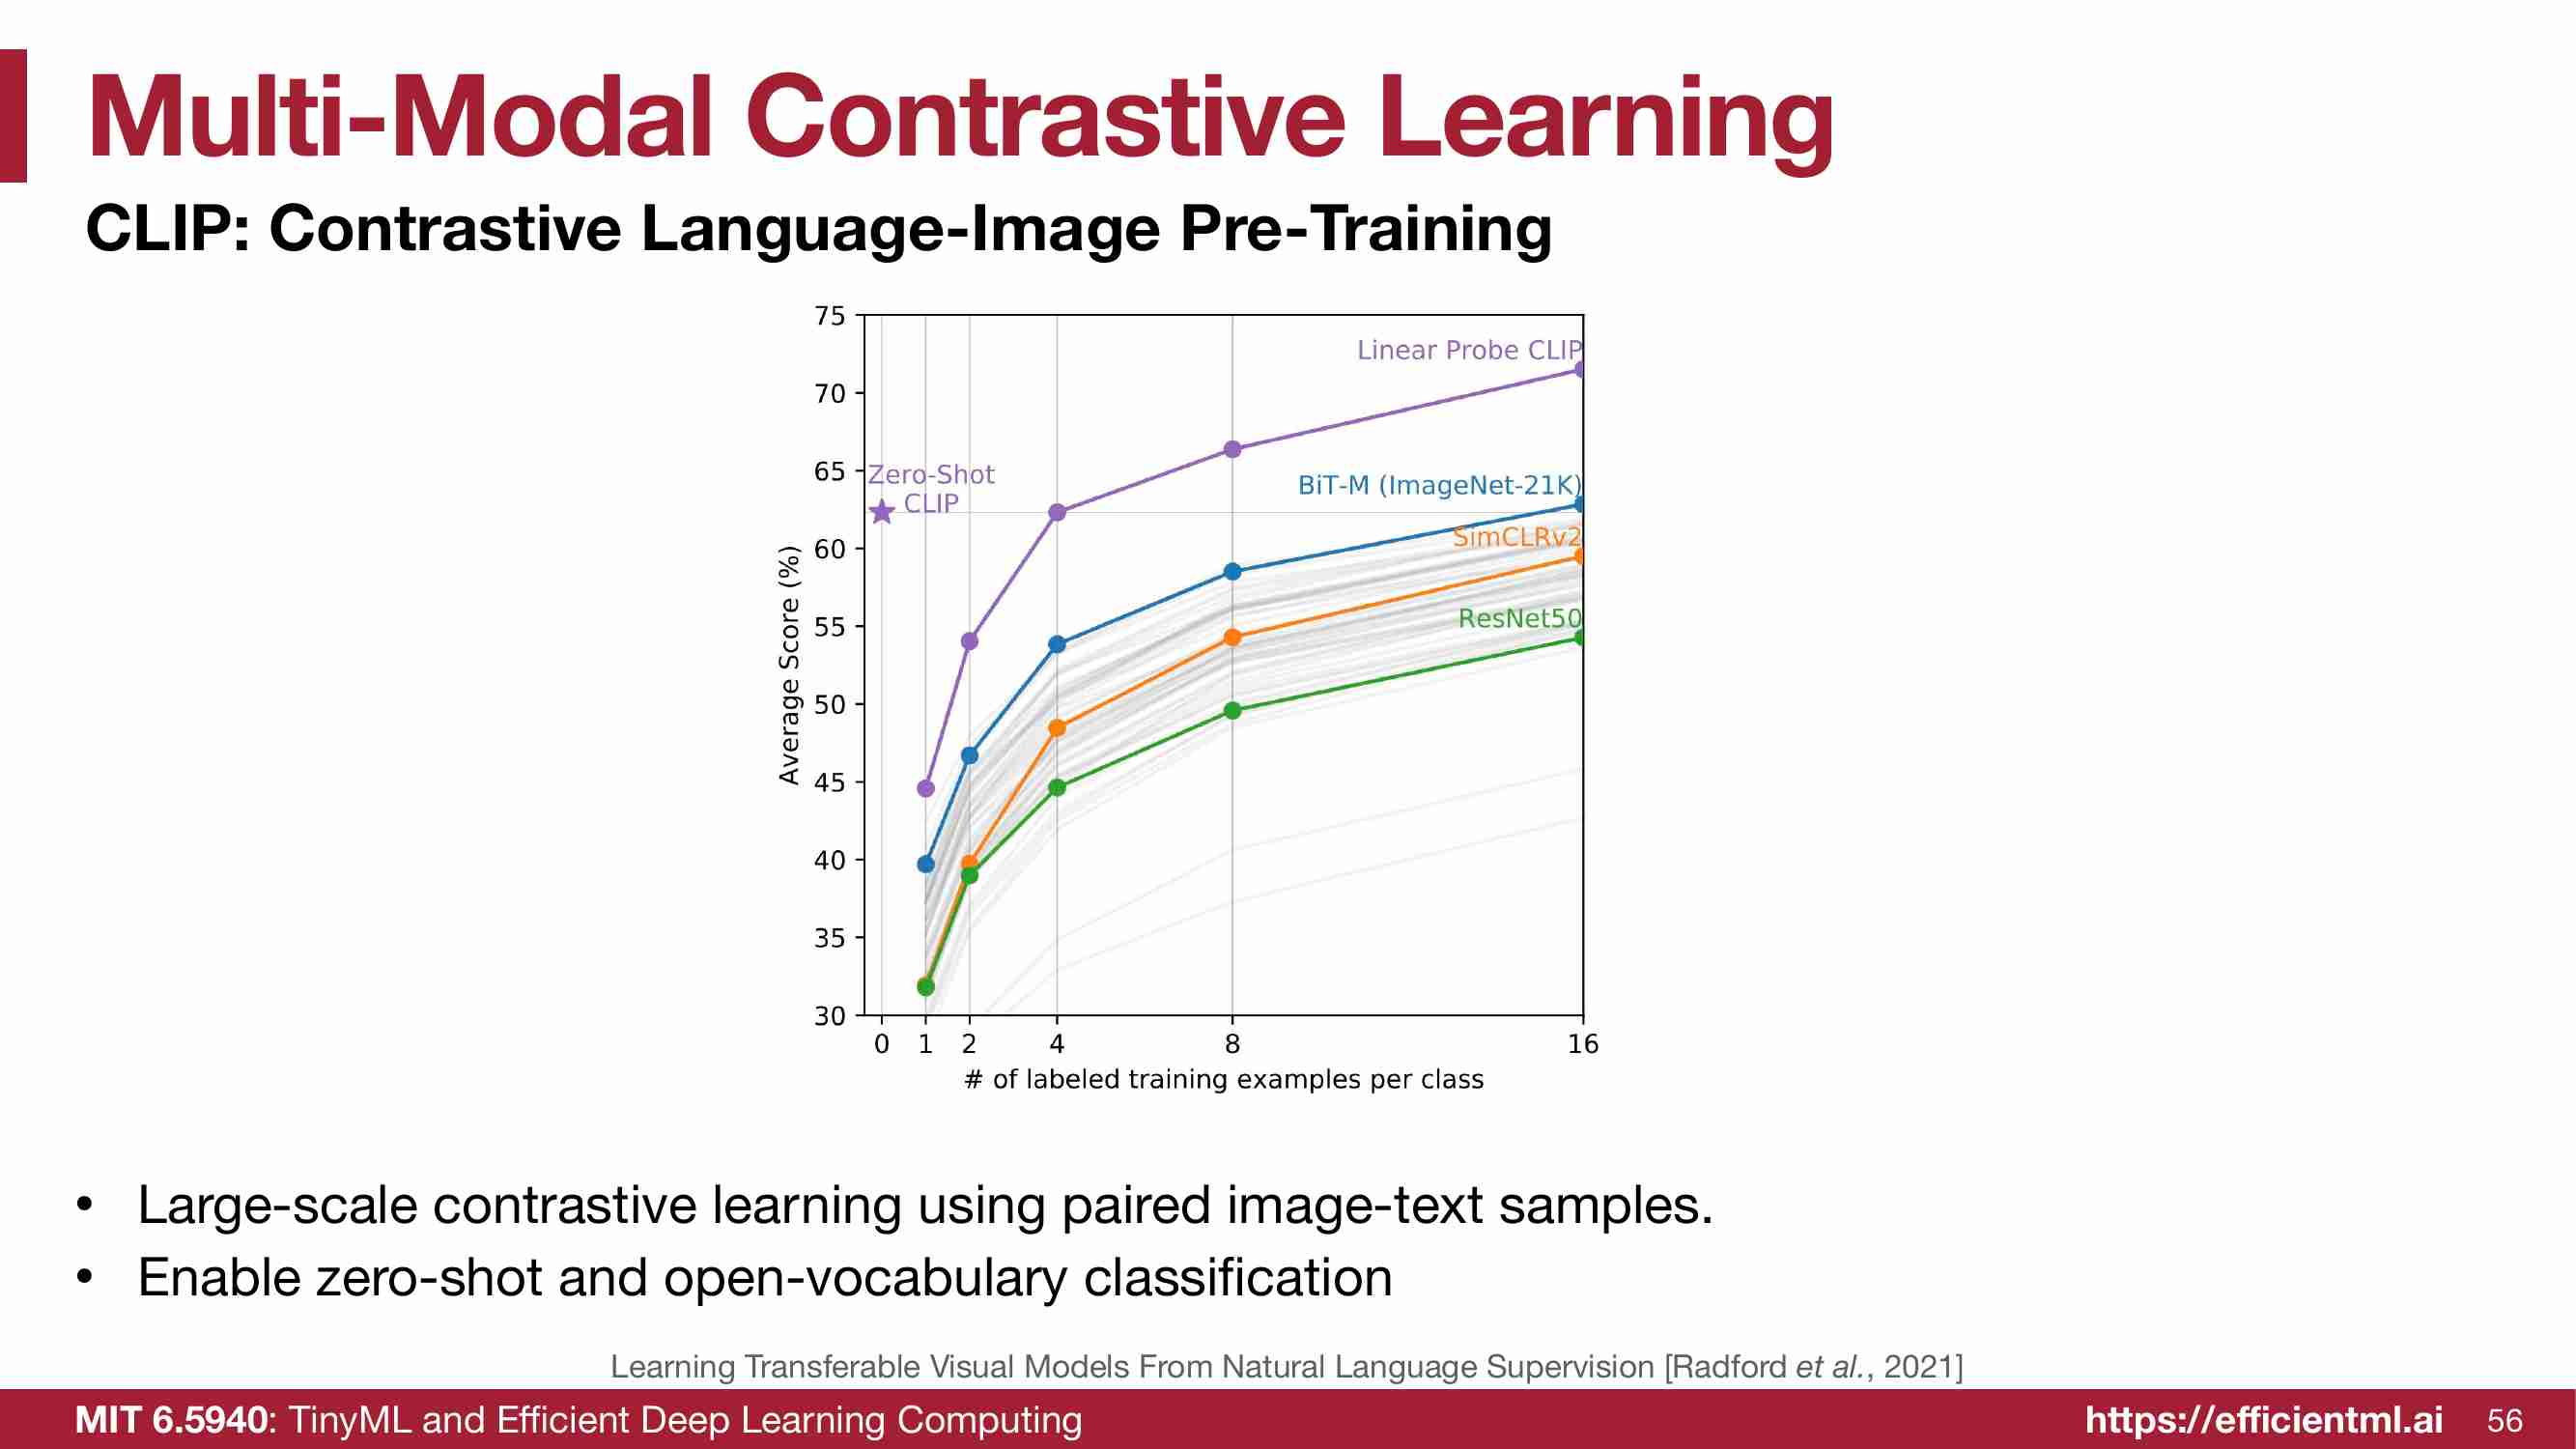 Multi-Modal Contrastive Learning
CLIP: Contrastive Language-Image Pre-Training
75
70
65
60
55
50
45
40
35
30
Average Score (%)
Linear Probe CLIP
Zero-Shot
CLIP
BiT-M (ImageNet-21K)
SimCLRv2
ResNet50
0 1 2 4 8 16
# of labeled training examples per class
• Large-scale contrastive learning using paired image-text samples.
• Enable zero-shot and open-vocabulary classification
Learning Transferable Visual Models From Natural Language Supervision [Radford et al., 2021]
MIT 6.5940: TinyML and Efficient Deep Learning Computing https://efficientml.ai 56